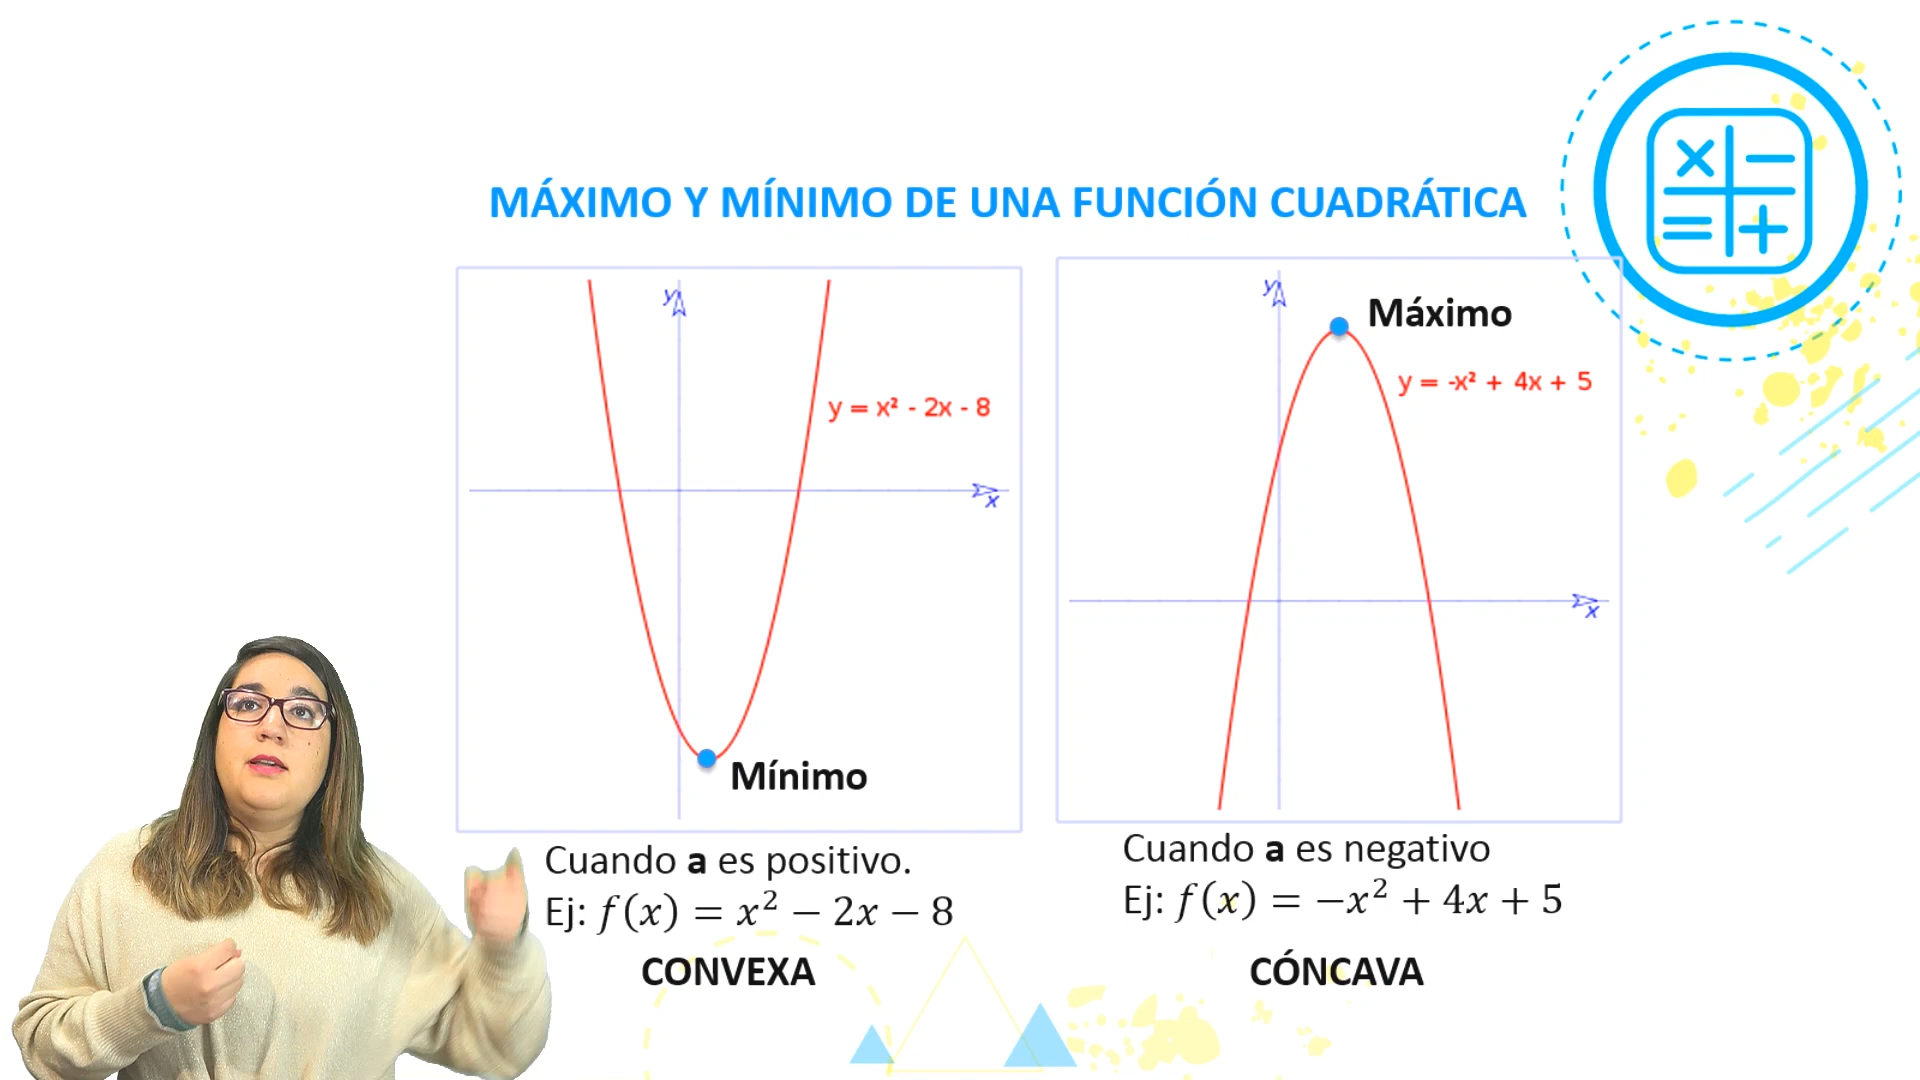 MÁXIMO Y MÍNIMO DE UNA FUNCIÓN CUADRÁTICA
y
y = x² - 2x - 8
x
Mínimo
Cuando a es positivo.
Ej: f(x) = x² − 2x − 8
CONVEXA
y
Máximo
y = -x² + 4x + 5
x
Cuando a es negativo
Ej: f(x) = −x² + 4x + 5
CÓNCAVA